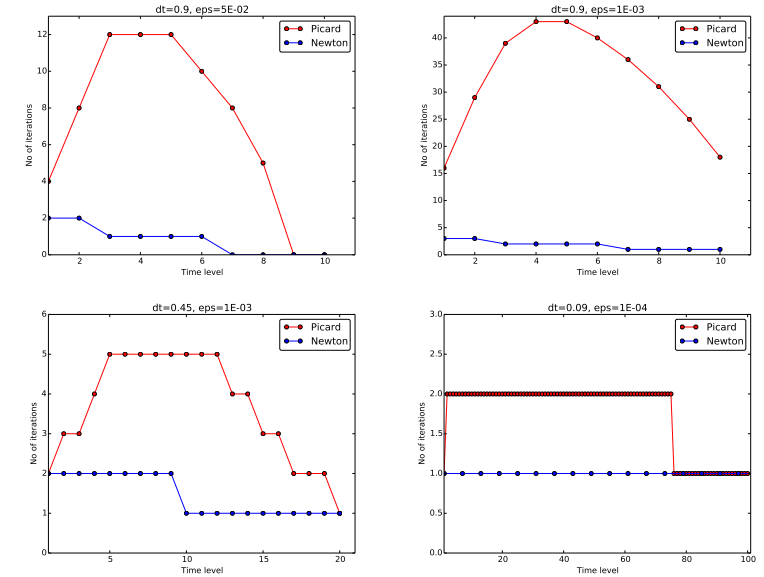 dt=0.9, eps=5E-02
Picard
Newton
12
10
8
6
4
2
0
2
4
6
8
10
No of iterations
Time level
dt=0.9, eps=1E-03
Picard
Newton
40
35
30
25
20
15
10
5
0
2
4
6
8
10
No of iterations
Time level
dt=0.45, eps=1E-03
Picard
Newton
6
5
4
3
2
1
0
5
10
15
20
No of iterations
Time level
dt=0.09, eps=1E-04
Picard
Newton
3.0
2.5
2.0
1.5
1.0
0.5
0.0
20
40
60
80
100
No of iterations
Time level